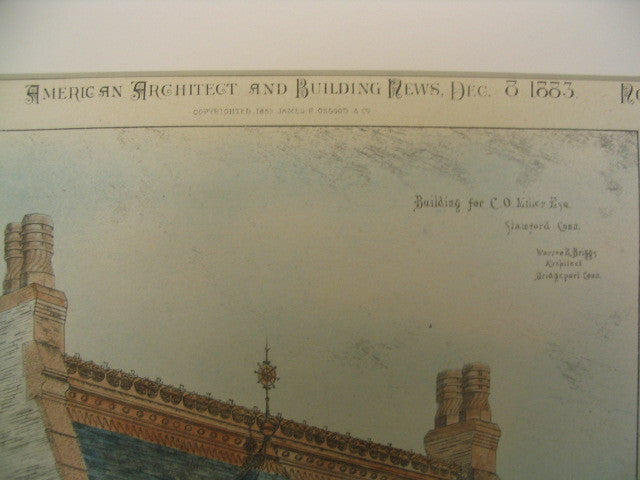 AMERICAN ARCHITECT AND BUILDING NEWS, DEC. 8 1883. No
COPYRIGHTED 1883 JAMES R. OSGOOD & CO
Building for C. O. Miller Esq.
Stamford Conn.
Warren R. Briggs
Architect
Bridgeport Conn.